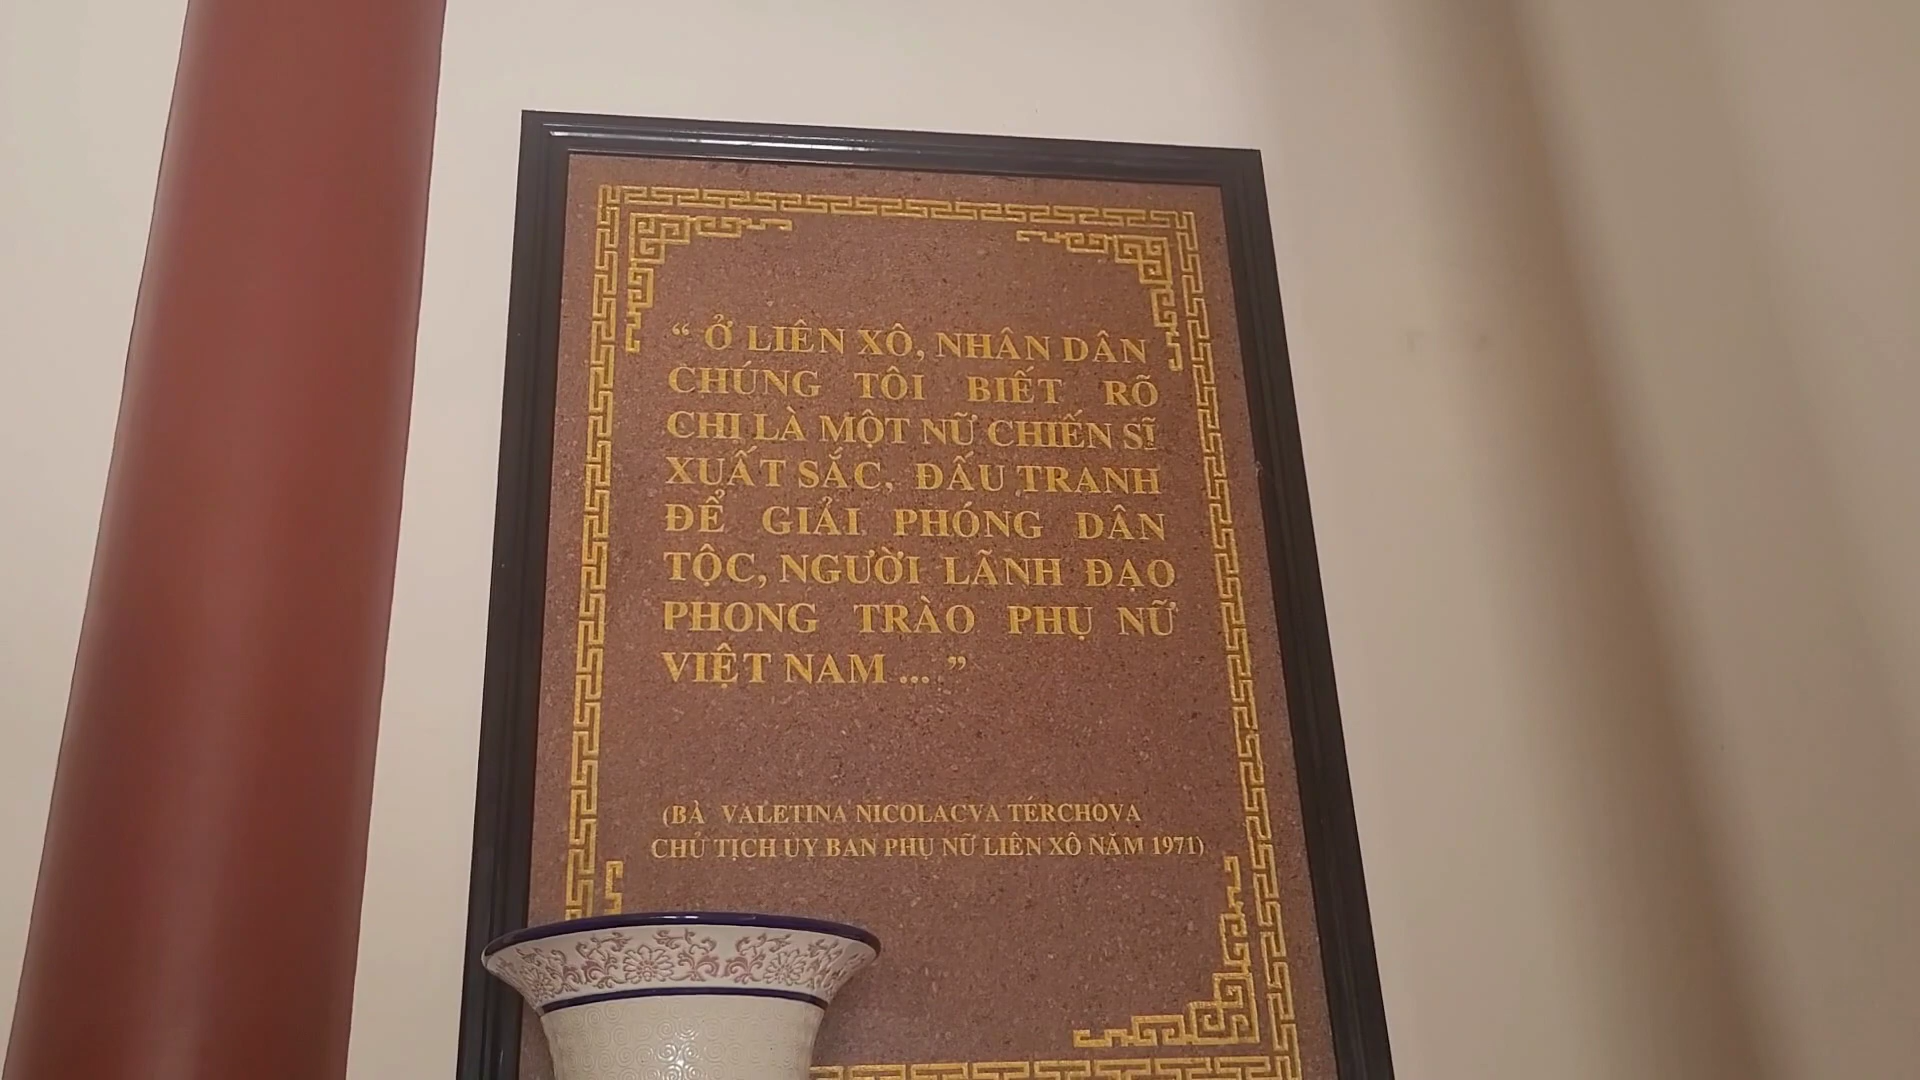 “ Ở LIÊN XÔ, NHÂN DÂN
CHÚNG TÔI BIẾT RÕ
CHỊ LÀ MỘT NỮ CHIẾN SĨ
XUẤT SẮC, ĐẤU TRANH
ĐỂ GIẢI PHÓNG DÂN
TỘC, NGƯỜI LÃNH ĐẠO
PHONG TRÀO PHỤ NỮ
VIỆT NAM ... ”
(BÀ VALETINA NICOLACVA TÉRCHOVA
CHỦ TỊCH ỦY BAN PHỤ NỮ LIÊN XÔ NĂM 1971)